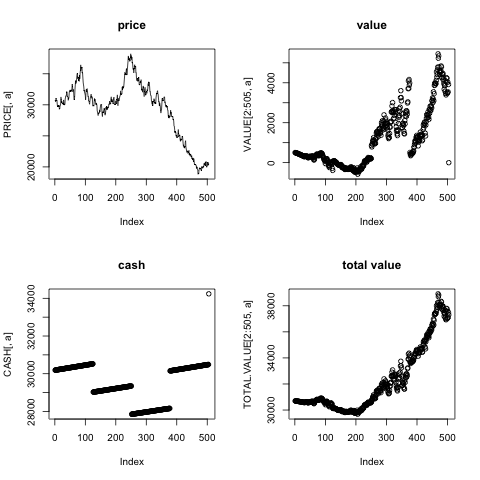 price
PRICE[, a]
20000 30000
0 100 200 300 400 500
Index
value
VALUE[2:505, a]
0 2000 4000
0 100 200 300 400 500
Index
cash
CASH[, a]
28000 30000 32000 34000
0 100 200 300 400 500
Index
total value
TOTAL.VALUE[2:505, a]
30000 34000 38000
0 100 200 300 400 500
Index